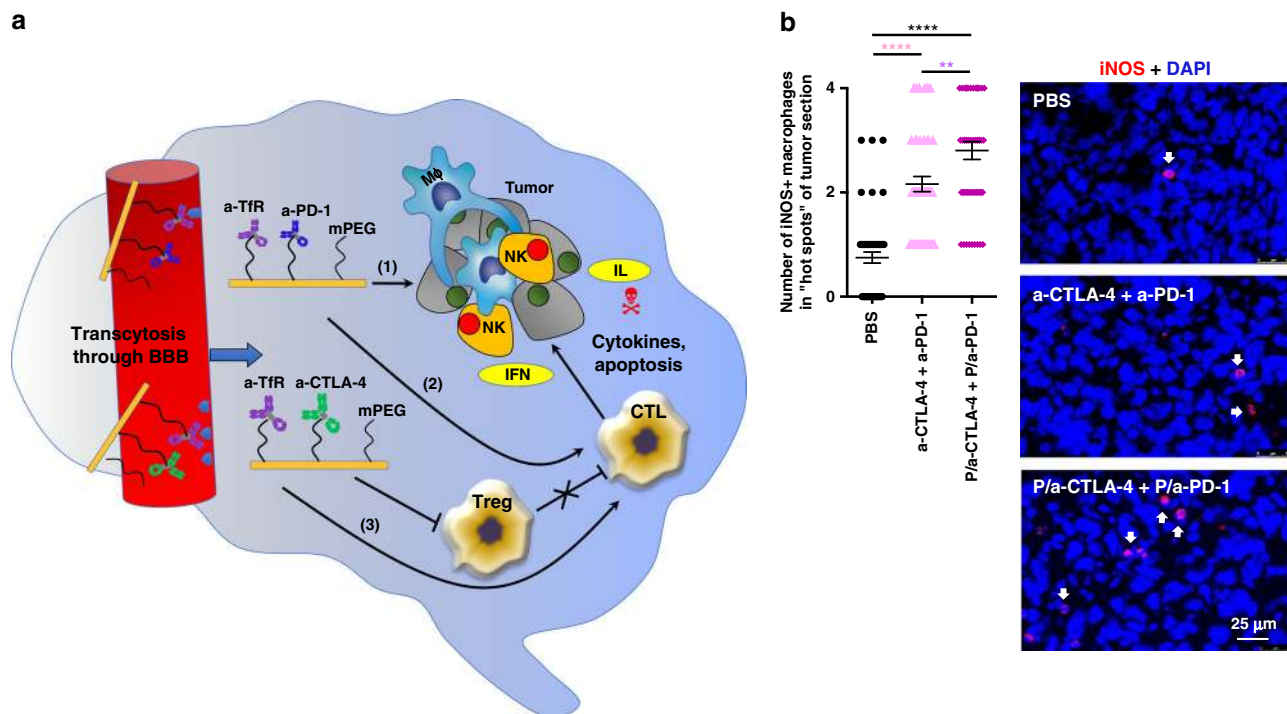 a
a-TfR
a-PD-1
mPEG
(1)
Mϕ
Tumor
NK
NK
IL
IFN
Cytokines,
apoptosis
Transcytosis
through BBB
a-TfR
a-CTLA-4
mPEG
(2)
CTL
Treg
(3)
b
Number of iNOS+ macrophages
in "hot spots" of tumor section
4
2
0
****
****
**
PBS
a-CTLA-4 + a-PD-1
P/a-CTLA-4 + P/a-PD-1
iNOS + DAPI
PBS
a-CTLA-4 + a-PD-1
P/a-CTLA-4 + P/a-PD-1
25 μm